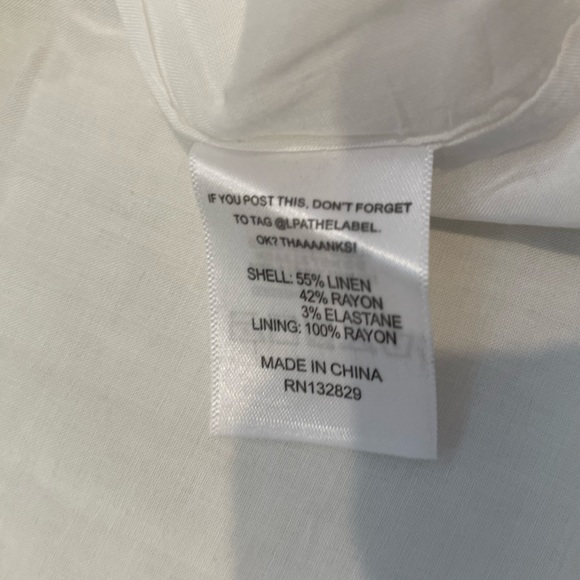 IF YOU POST THIS, DON'T FORGET
TO TAG @LPATHELABEL.
OK? THAAAANKS!
SHELL: 55% LINEN
42% RAYON
3% ELASTANE
LINING: 100% RAYON
MADE IN CHINA
RN132829